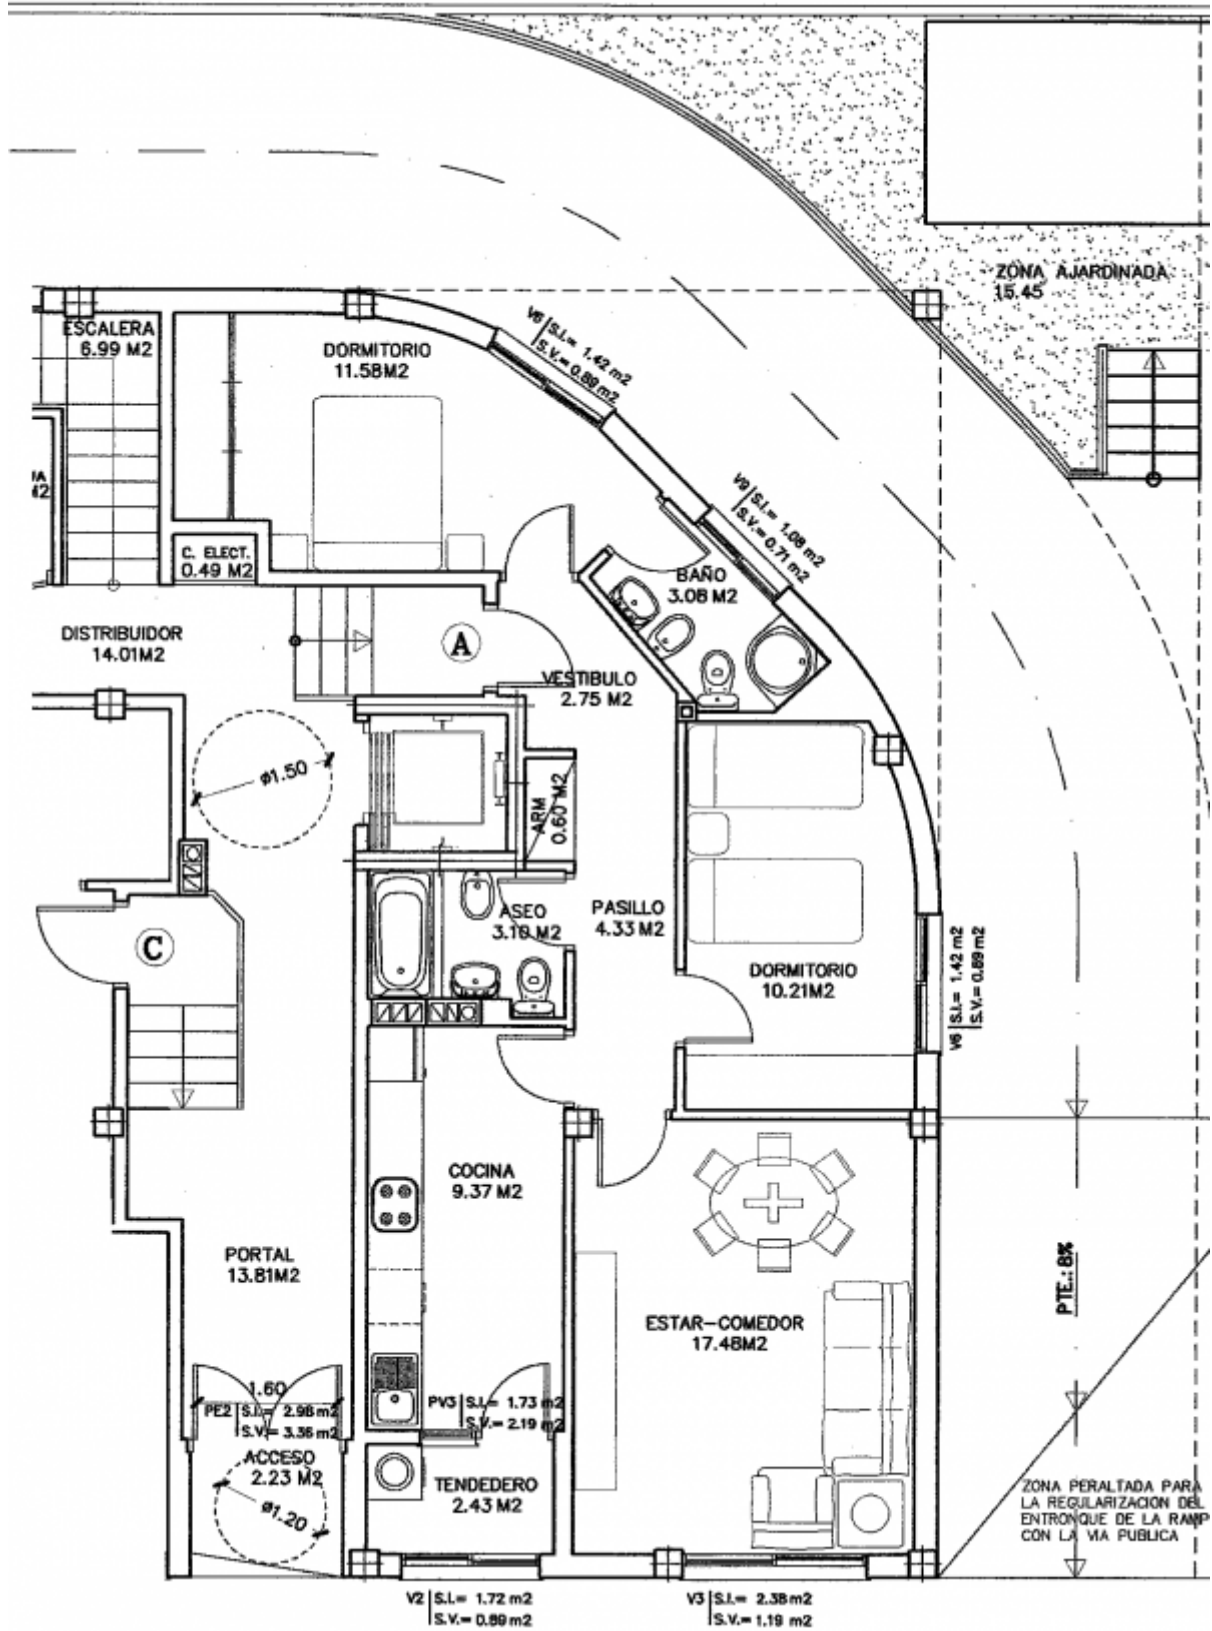 ZONA AJARDINADA
15.45
ESCALERA
6.99 M2
DORMITORIO
11.58M2
V6 S.I.= 1.42 m2
S.V.= 0.89 m2
V9 S.I.= 1.08 m2
S.V.= 0.71 m2
C. ELECT.
0.49 M2
BAÑO
3.08 M2
DISTRIBUIDOR
14.01M2
A
VESTIBULO
2.75 M2
ø1.50
ARM
0.60 M2
ASEO
3.10 M2
PASILLO
4.33 M2
C
DORMITORIO
10.21M2
V6 S.I.= 1.42 m2
S.V.= 0.89 m2
COCINA
9.37 M2
PORTAL
13.81M2
PTE.: 8%
ESTAR-COMEDOR
17.48M2
1.60
PE2 S.I.= 2.98 m2
S.V.= 3.36 m2
PV3 S.I.= 1.73 m2
S.V.= 2.19 m2
ACCESO
2.23 M2
ø1.20
TENDEDERO
2.43 M2
ZONA PERALTADA PARA
LA REGULARIZACION DEL
ENTRONQUE DE LA RAMP
CON LA VIA PUBLICA
V2 S.I.= 1.72 m2
S.V.= 0.89 m2
V3 S.I.= 2.38 m2
S.V.= 1.19 m2